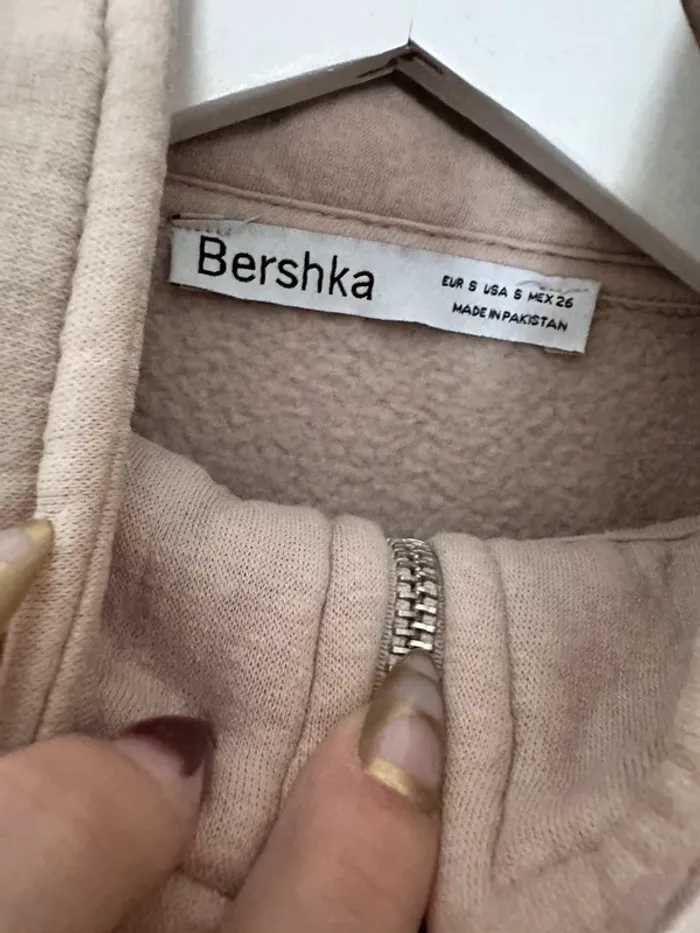 Bershka
EUR S USA S MEX 26
MADE IN PAKISTAN